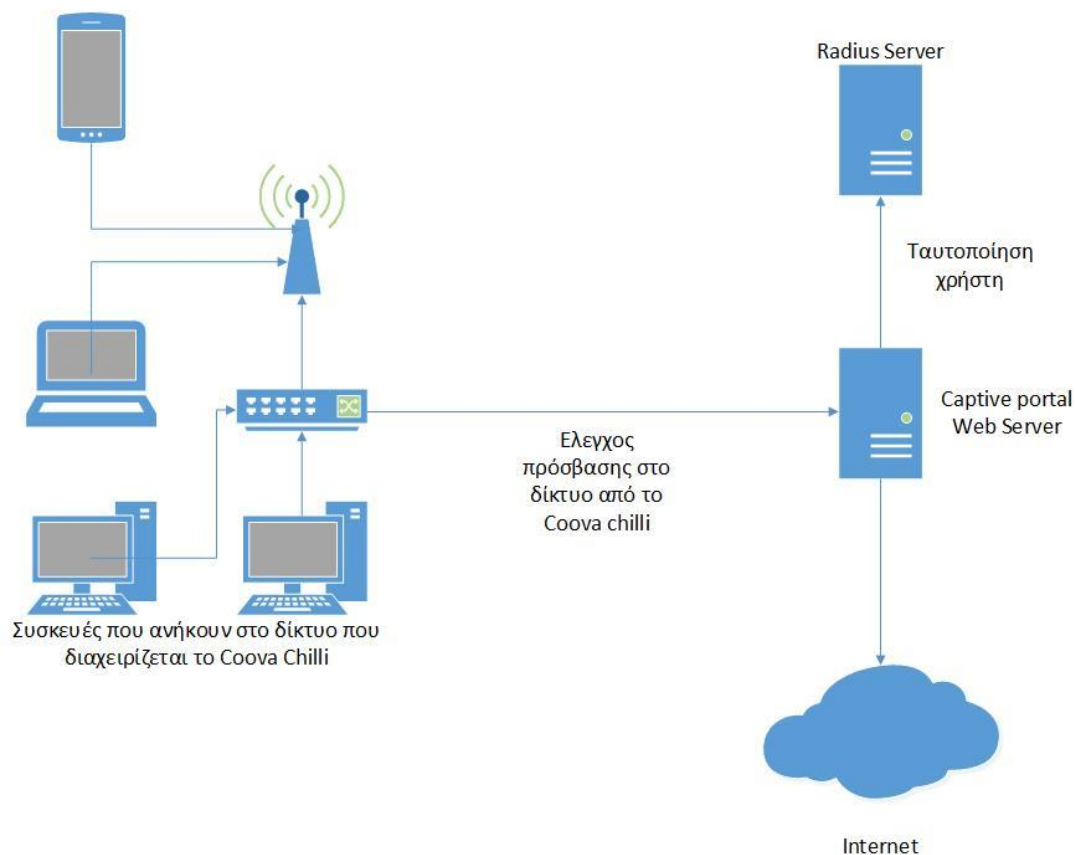 Radius Server
Ταυτοποίηση
χρήστη
Captive portal
Web Server
Ελεγχος
πρόσβασης στο
δίκτυο από το
Coova chilli
Συσκευές που ανήκουν στο δίκτυο που
διαχειρίζεται το Coova Chilli
Internet